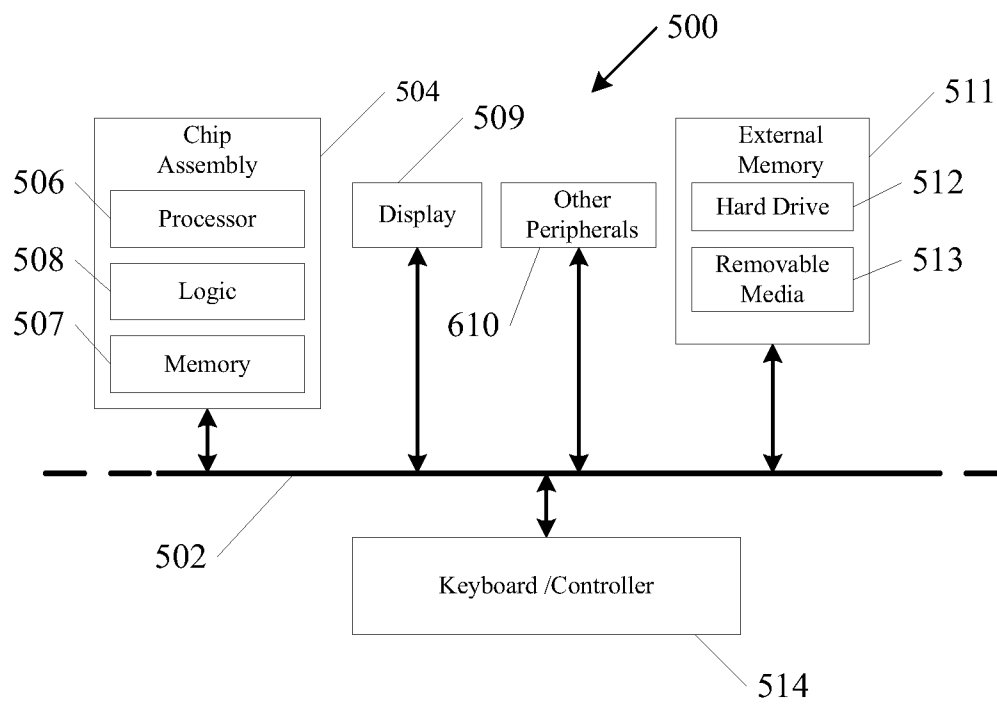 500
504
509
511
Chip
Assembly
External
Memory
506
512
Processor
Display
Other
Peripherals
Hard Drive
508
513
Logic
Removable
Media
507
610
Memory
502
Keyboard /Controller
514